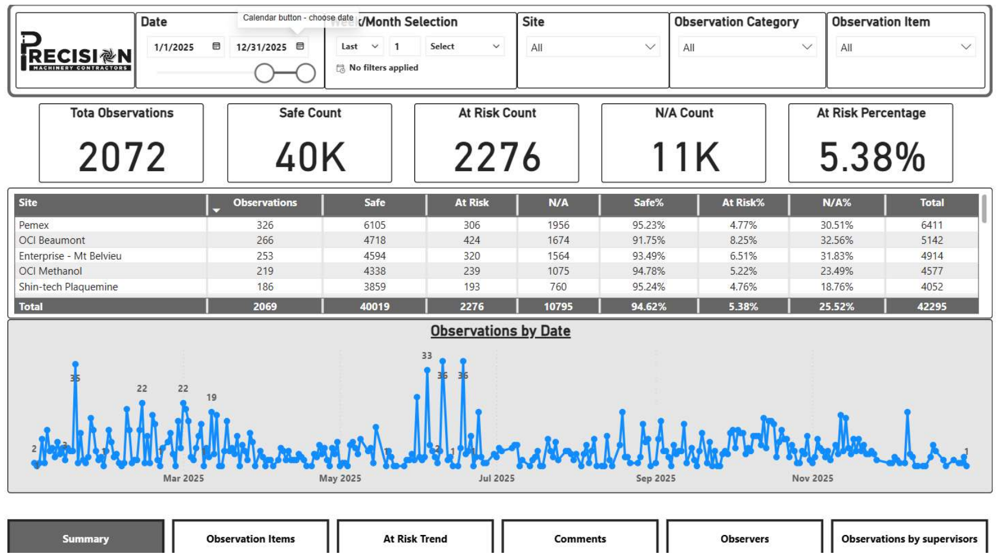 PRECISION
MACHINERY CONTRACTORS
Date
Calendar button - choose date
1/1/2025
12/31/2025
Week/Month Selection
Last
1
Select
No filters applied
Site
All
Observation Category
All
Observation Item
All
Tota Observations
2072
Safe Count
40K
At Risk Count
2276
N/A Count
11K
At Risk Percentage
5.38%
Site Observations Safe At Risk N/A Safe% At Risk% N/A% Total
Pemex 326 6105 306 1956 95.23% 4.77% 30.51% 6411
OCI Beaumont 266 4718 424 1674 91.75% 8.25% 32.56% 5142
Enterprise - Mt Belvieu 253 4594 320 1564 93.49% 6.51% 31.83% 4914
OCI Methanol 219 4338 239 1075 94.78% 5.22% 23.49% 4577
Shin-tech Plaquemine 186 3859 193 760 95.24% 4.76% 18.76% 4052
Total 2069 40019 2276 10795 94.62% 5.38% 25.52% 42295
Observations by Date
33
35 36 36
22 22
19
2 3 1 1 1 1 2 1 1 1
1
Mar 2025 May 2025 Jul 2025 Sep 2025 Nov 2025
Summary
Observation Items
At Risk Trend
Comments
Observers
Observations by supervisors